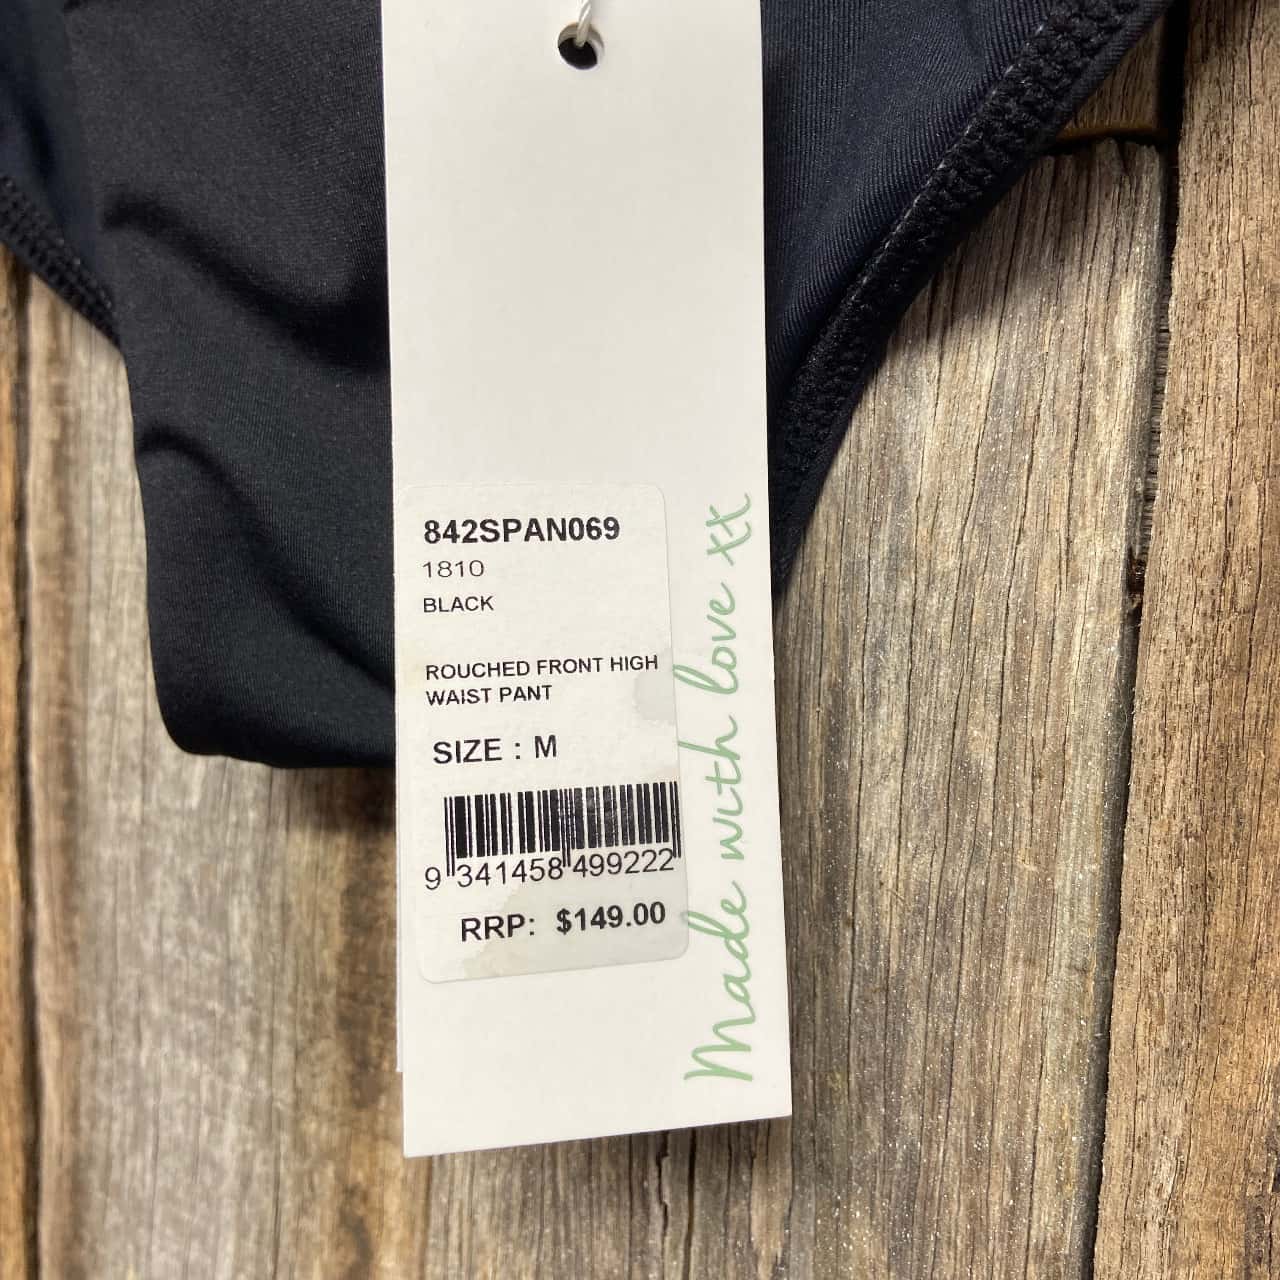 842SPAN069
1810
BLACK
ROUCHED FRONT HIGH
WAIST PANT
SIZE : M
9 341458 499222
RRP: $149.00
Made with love xx